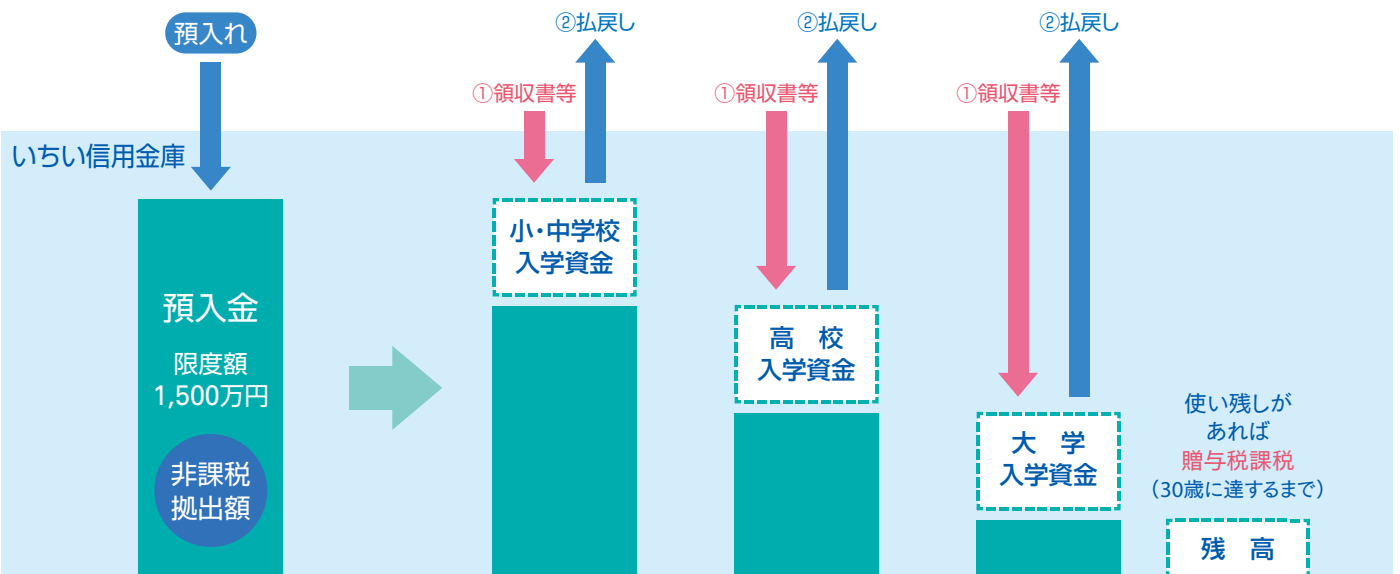 預入れ
いちい信用金庫
預入金
限度額
1,500万円
非課税
拠出額
①領収書等
②払戻し
小・中学校
入学資金
①領収書等
②払戻し
高　校
入学資金
①領収書等
②払戻し
大　学
入学資金
使い残しが
あれば
贈与税課税
（30歳に達するまで）
残　高